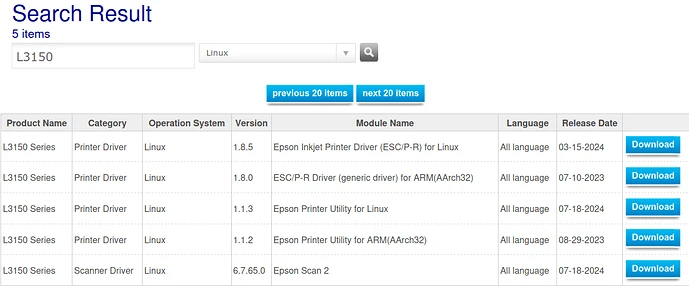 Search Result
5 items
L3150 Linux
previous 20 items next 20 items
Product Name Category Operation System Version Module Name Language Release Date
L3150 Series Printer Driver Linux 1.8.5 Epson Inkjet Printer Driver (ESC/P-R) for Linux All language 03-15-2024 Download
L3150 Series Printer Driver Linux 1.8.0 ESC/P-R Driver (generic driver) for ARM(AArch32) All language 07-10-2023 Download
L3150 Series Printer Driver Linux 1.1.3 Epson Printer Utility for Linux All language 07-18-2024 Download
L3150 Series Printer Driver Linux 1.1.2 Epson Printer Utility for ARM(AArch32) All language 08-29-2023 Download
L3150 Series Scanner Driver Linux 6.7.65.0 Epson Scan 2 All language 07-18-2024 Download